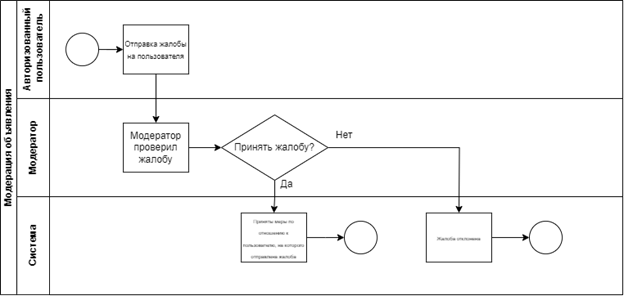 Модерация объявления
Авторизованный
пользователь
Отправка жалобы
на пользователя
Модератор
Модератор
проверил
жалобу
Принять жалобу?
Нет
Да
Система
Приняты меры по
отношению к
пользователю, на которого
отправлена жалоба
Жалоба отклонена